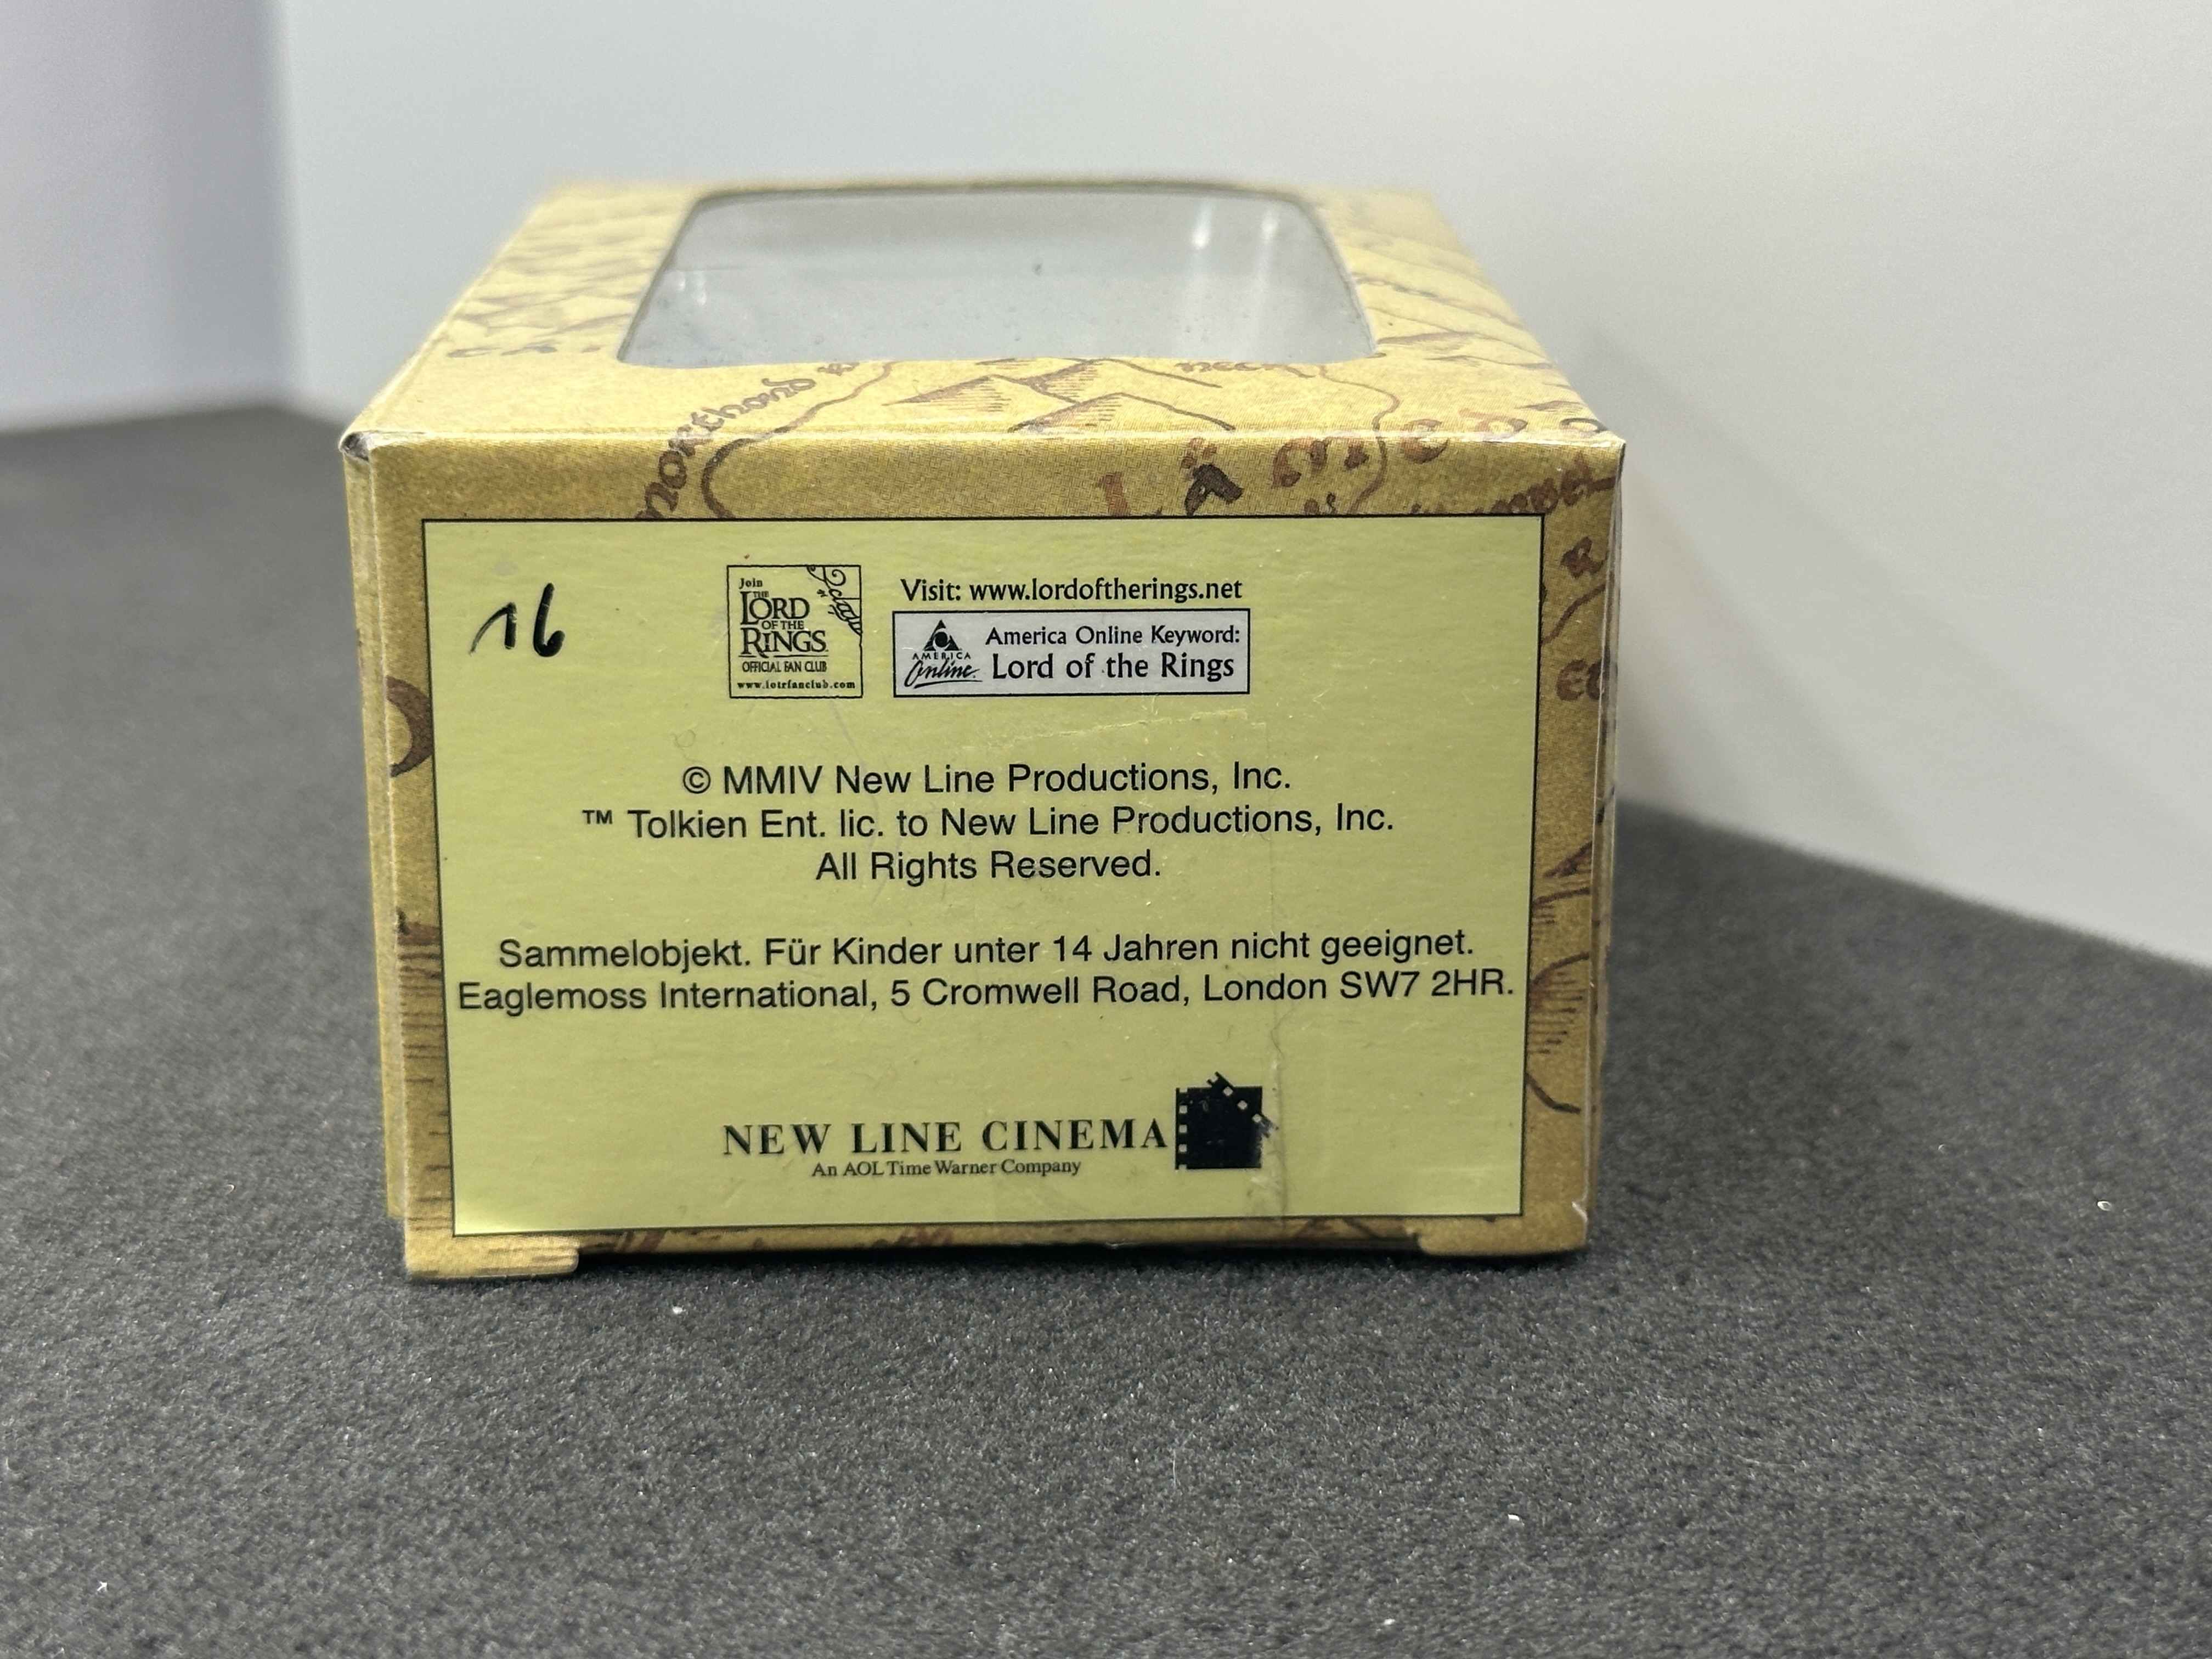 northand
neen
16
Join
THE
LORD
OF THE
RINGS
OFFICIAL FAN CLUB
www.lotrfanclub.com
Visit: www.lordoftherings.net
AMERICA
Online
America Online Keyword:
Lord of the Rings
© MMIV New Line Productions, Inc.
™ Tolkien Ent. lic. to New Line Productions, Inc.
All Rights Reserved.
Sammelobjekt. Für Kinder unter 14 Jahren nicht geeignet.
Eaglemoss International, 5 Cromwell Road, London SW7 2HR.
NEW LINE CINEMA
An AOL Time Warner Company